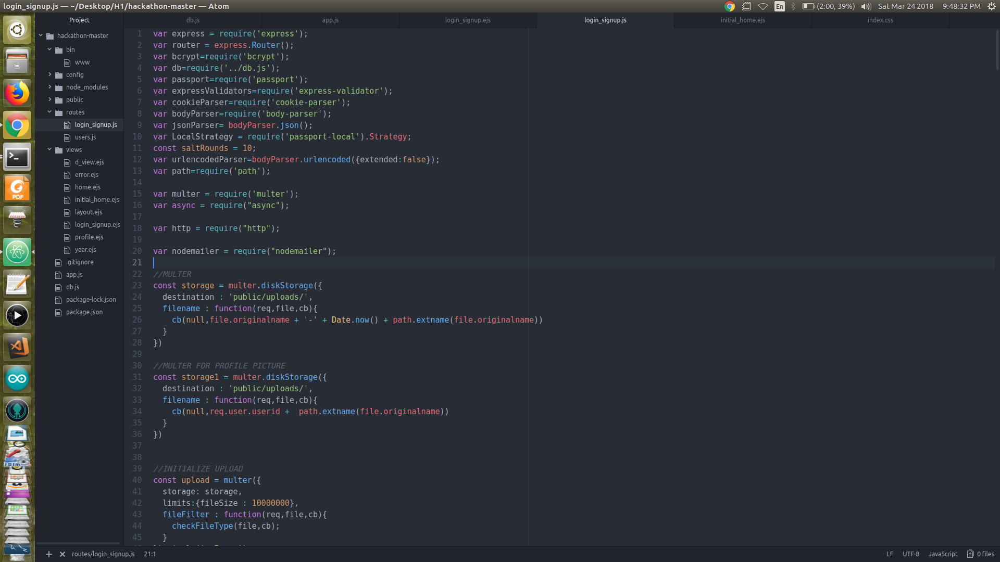 login_signup.js — ~/Desktop/H1/hackathon-master — Atom
En (2:00, 39%) Sat Mar 24 2018 9:48:32 PM
Project
hackathon-master
bin
www
config
node_modules
public
routes
login_signup.js
users.js
views
d_view.ejs
error.ejs
home.ejs
initial_home.ejs
layout.ejs
login_signup.ejs
profile.ejs
year.ejs
.gitignore
app.js
db.js
package-lock.json
package.json
PDF
db.js app.js login_signup.ejs login_signup.js initial_home.ejs index.css
1 var express = require('express');
2 var router = express.Router();
3 var bcrypt=require('bcrypt');
4 var db=require('../db.js');
5 var passport=require('passport');
6 var expressValidators=require('express-validator');
7 var cookieParser=require('cookie-parser');
8 var bodyParser=require('body-parser');
9 var jsonParser= bodyParser.json();
10 var LocalStrategy = require('passport-local').Strategy;
11 const saltRounds = 10;
12 var urlencodedParser=bodyParser.urlencoded({extended:false});
13 var path=require('path');
14
15 var multer = require('multer');
16 var async = require("async");
17
18 var http = require("http");
19
20 var nodemailer = require("nodemailer");
21
22 //MULTER
23 const storage = multer.diskStorage({
24 destination : 'public/uploads/',
25 filename : function(req,file,cb){
26 cb(null,file.originalname + '-' + Date.now() + path.extname(file.originalname))
27 }
28 })
29
30 //MULTER FOR PROFILE PICTURE
31 const storage1 = multer.diskStorage({
32 destination : 'public/uploads/',
33 filename : function(req,file,cb){
34 cb(null,req.user.userid +  path.extname(file.originalname))
35 }
36 })
37
38
39 //INITIALIZE UPLOAD
40 const upload = multer({
41 storage: storage,
42 limits:{fileSize : 10000000},
43 fileFilter : function(req,file,cb){
44 checkFileType(file,cb);
45 }
routes/login_signup.js 21:1 LF UTF-8 JavaScript 0 files